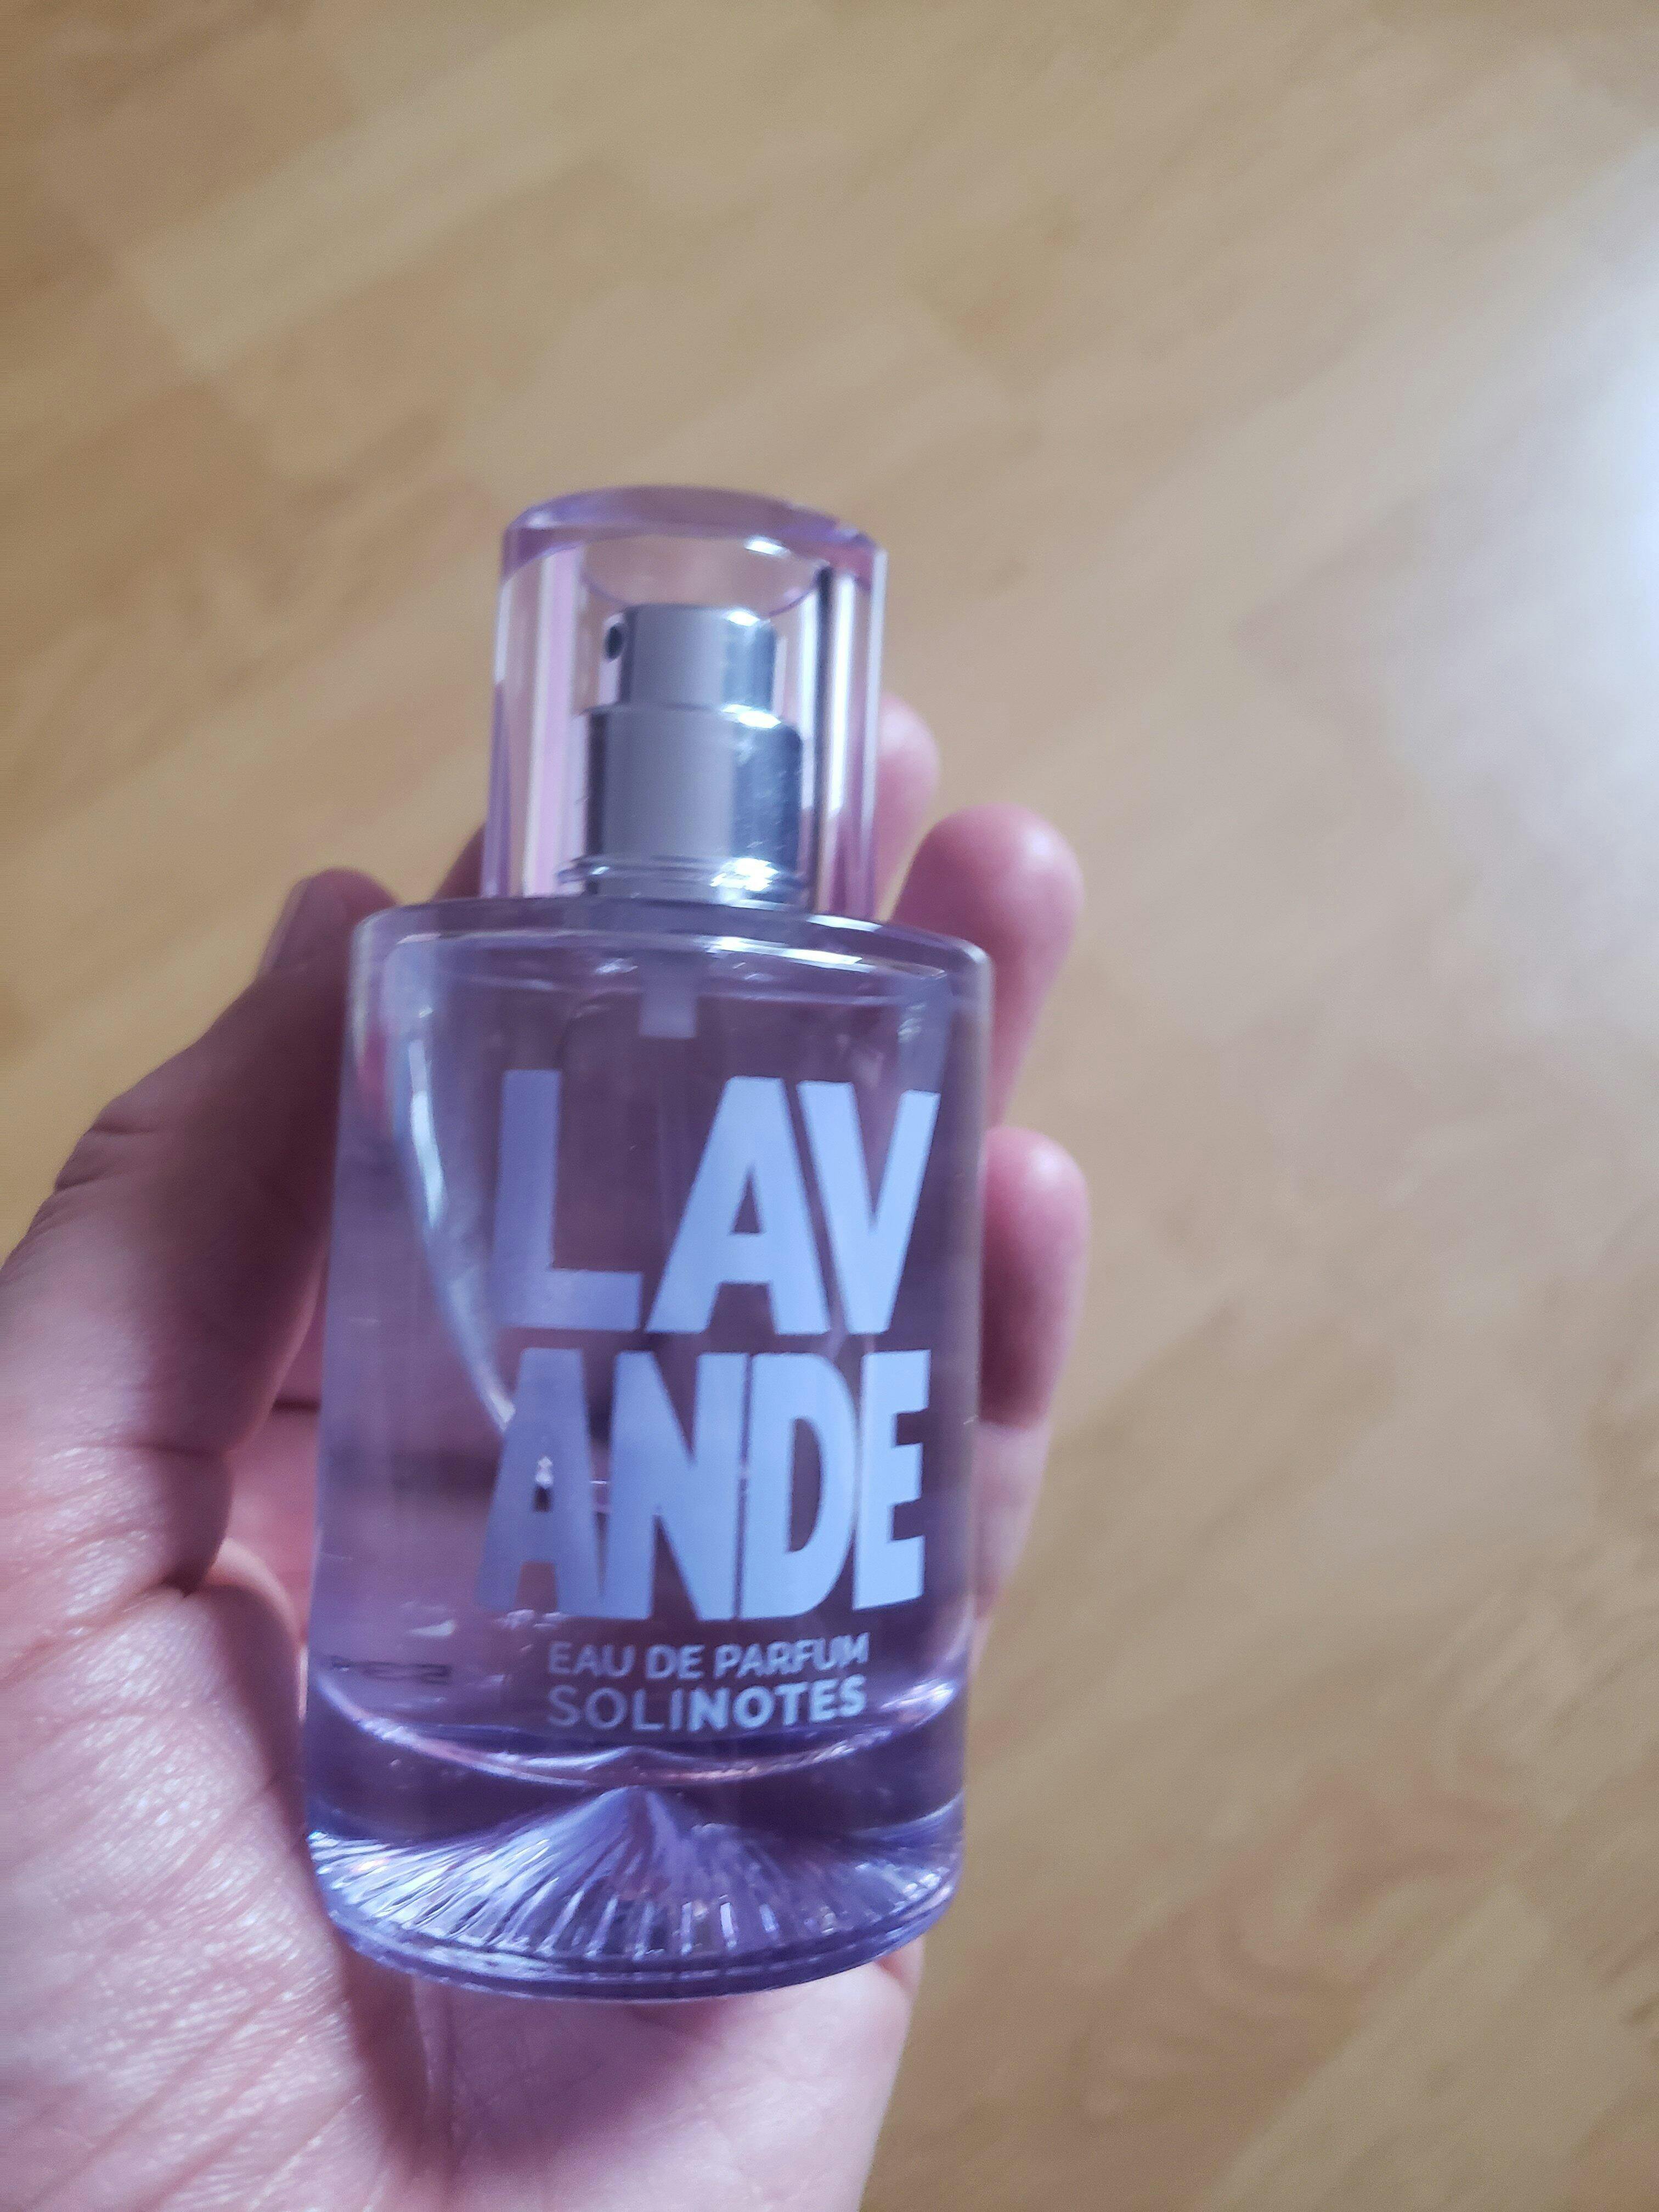 LAV
ANDE
EAU DE PARFUM
SOLINOTES